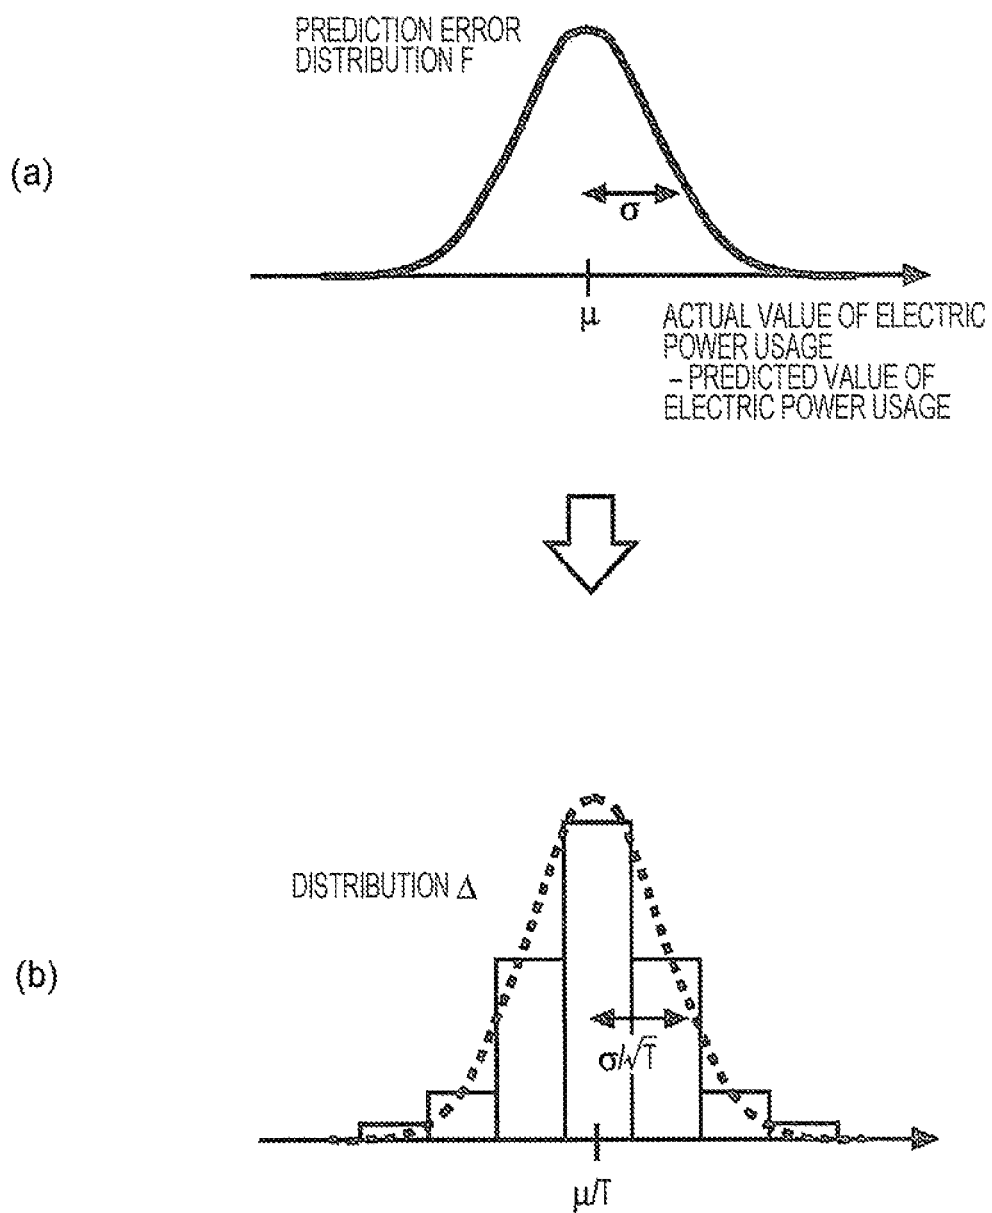 PREDICTION ERROR
DISTRIBUTION F
(a)
σ
μ
ACTUAL VALUE OF ELECTRIC
POWER USAGE
– PREDICTED VALUE OF
ELECTRIC POWER USAGE
DISTRIBUTION Δ
(b)
σ/√T
μ/T